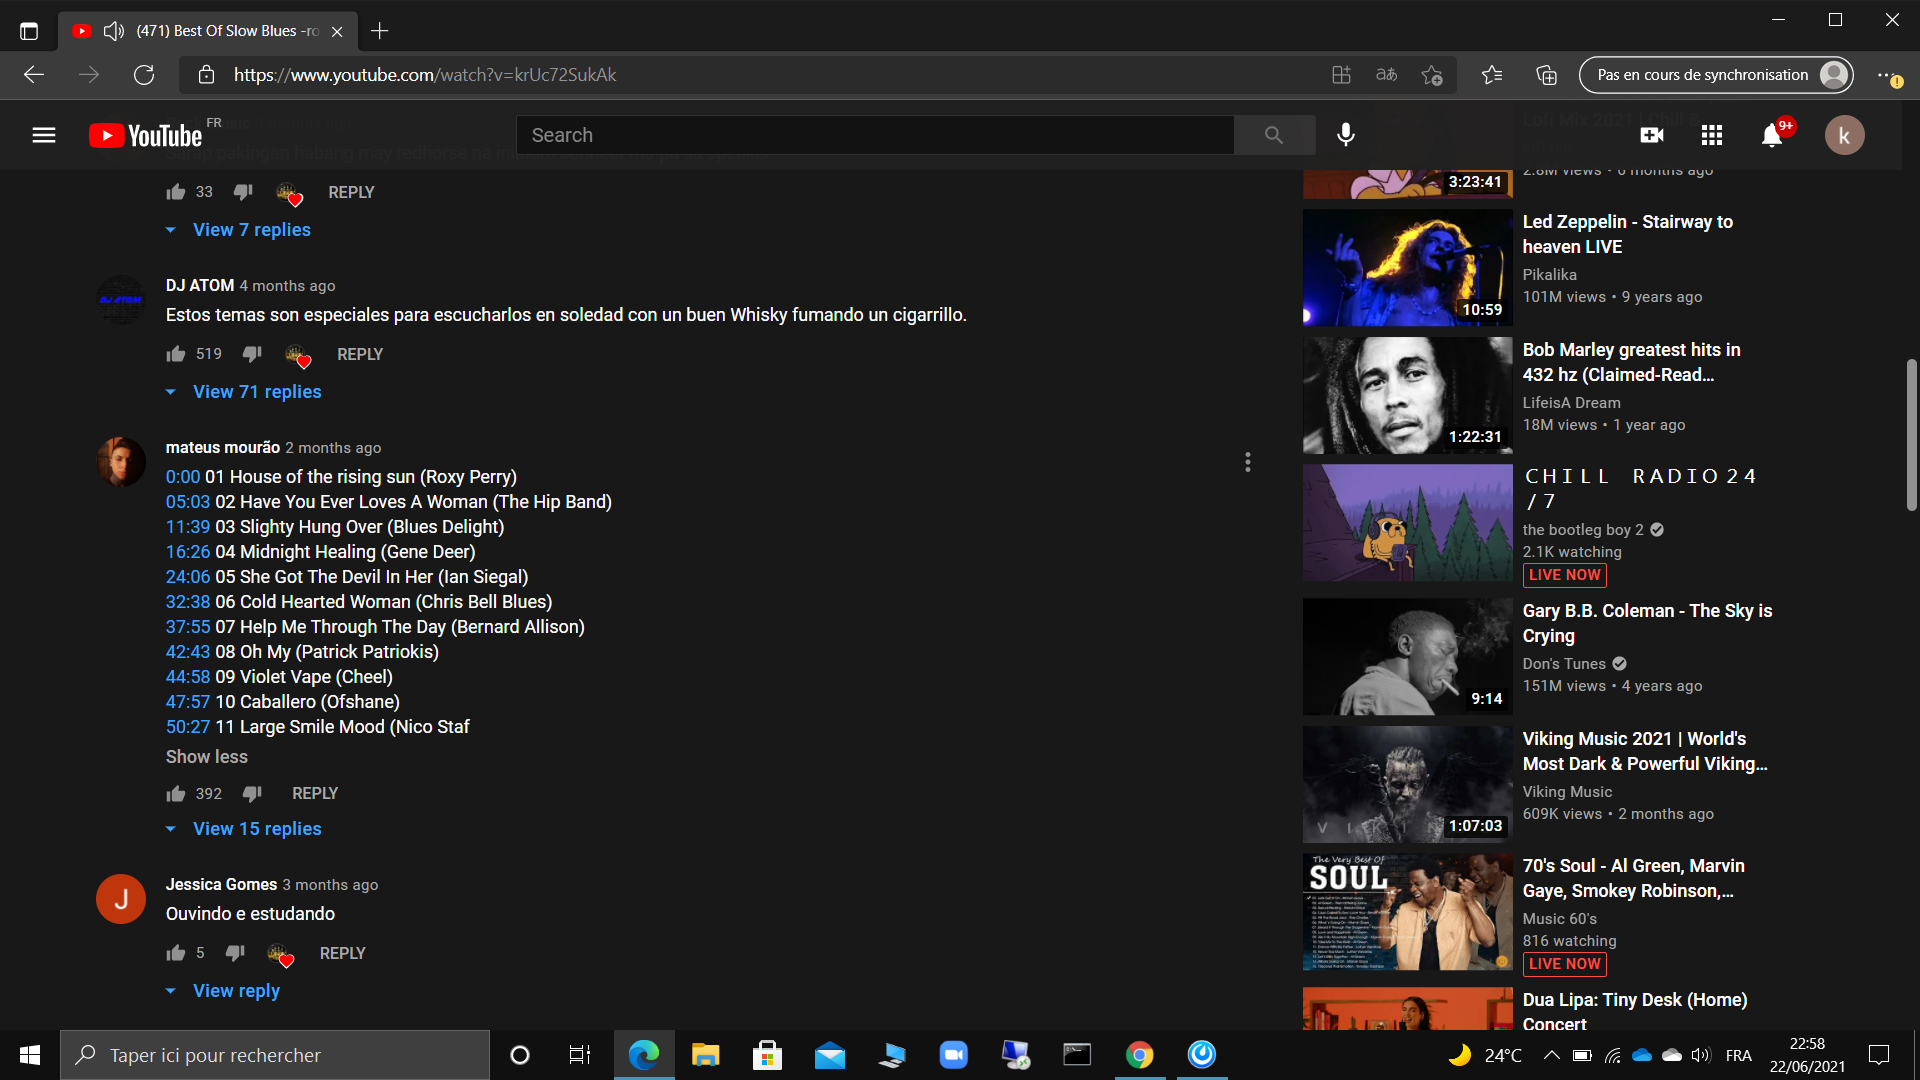 (471) Best Of Slow Blues -ro
https://www.youtube.com/watch?v=krUc72SukAk
Pas en cours de synchronisation
YouTube FR
Search
9+
k
33 REPLY
View 7 replies
DJ ATOM 4 months ago
Estos temas son especiales para escucharlos en soledad con un buen Whisky fumando un cigarrillo.
519 REPLY
View 71 replies
mateus mourão 2 months ago
0:00 01 House of the rising sun (Roxy Perry)
05:03 02 Have You Ever Loves A Woman (The Hip Band)
11:39 03 Slighty Hung Over (Blues Delight)
16:26 04 Midnight Healing (Gene Deer)
24:06 05 She Got The Devil In Her (Ian Siegal)
32:38 06 Cold Hearted Woman (Chris Bell Blues)
37:55 07 Help Me Through The Day (Bernard Allison)
42:43 08 Oh My (Patrick Patriokis)
44:58 09 Violet Vape (Cheel)
47:57 10 Caballero (Ofshane)
50:27 11 Large Smile Mood (Nico Staf
Show less
392 REPLY
View 15 replies
J
Jessica Gomes 3 months ago
Ouvindo e estudando
5 REPLY
View reply
3:23:41
2.8M views • 6 months ago
10:59
Led Zeppelin - Stairway to
heaven LIVE
Pikalika
101M views • 9 years ago
1:22:31
Bob Marley greatest hits in
432 hz (Claimed-Read...
LifeisA Dream
18M views • 1 year ago
CHILL RADIO 24
/7
the bootleg boy 2
2.1K watching
LIVE NOW
9:14
Gary B.B. Coleman - The Sky is
Crying
Don's Tunes
151M views • 4 years ago
1:07:03
Viking Music 2021 | World's
Most Dark & Powerful Viking...
Viking Music
609K views • 2 months ago
The Very Best Of
SOUL
70's Soul - Al Green, Marvin
Gaye, Smokey Robinson,...
Music 60's
816 watching
LIVE NOW
Dua Lipa: Tiny Desk (Home)
Concert
Taper ici pour rechercher
24°C
FRA
22:58
22/06/2021